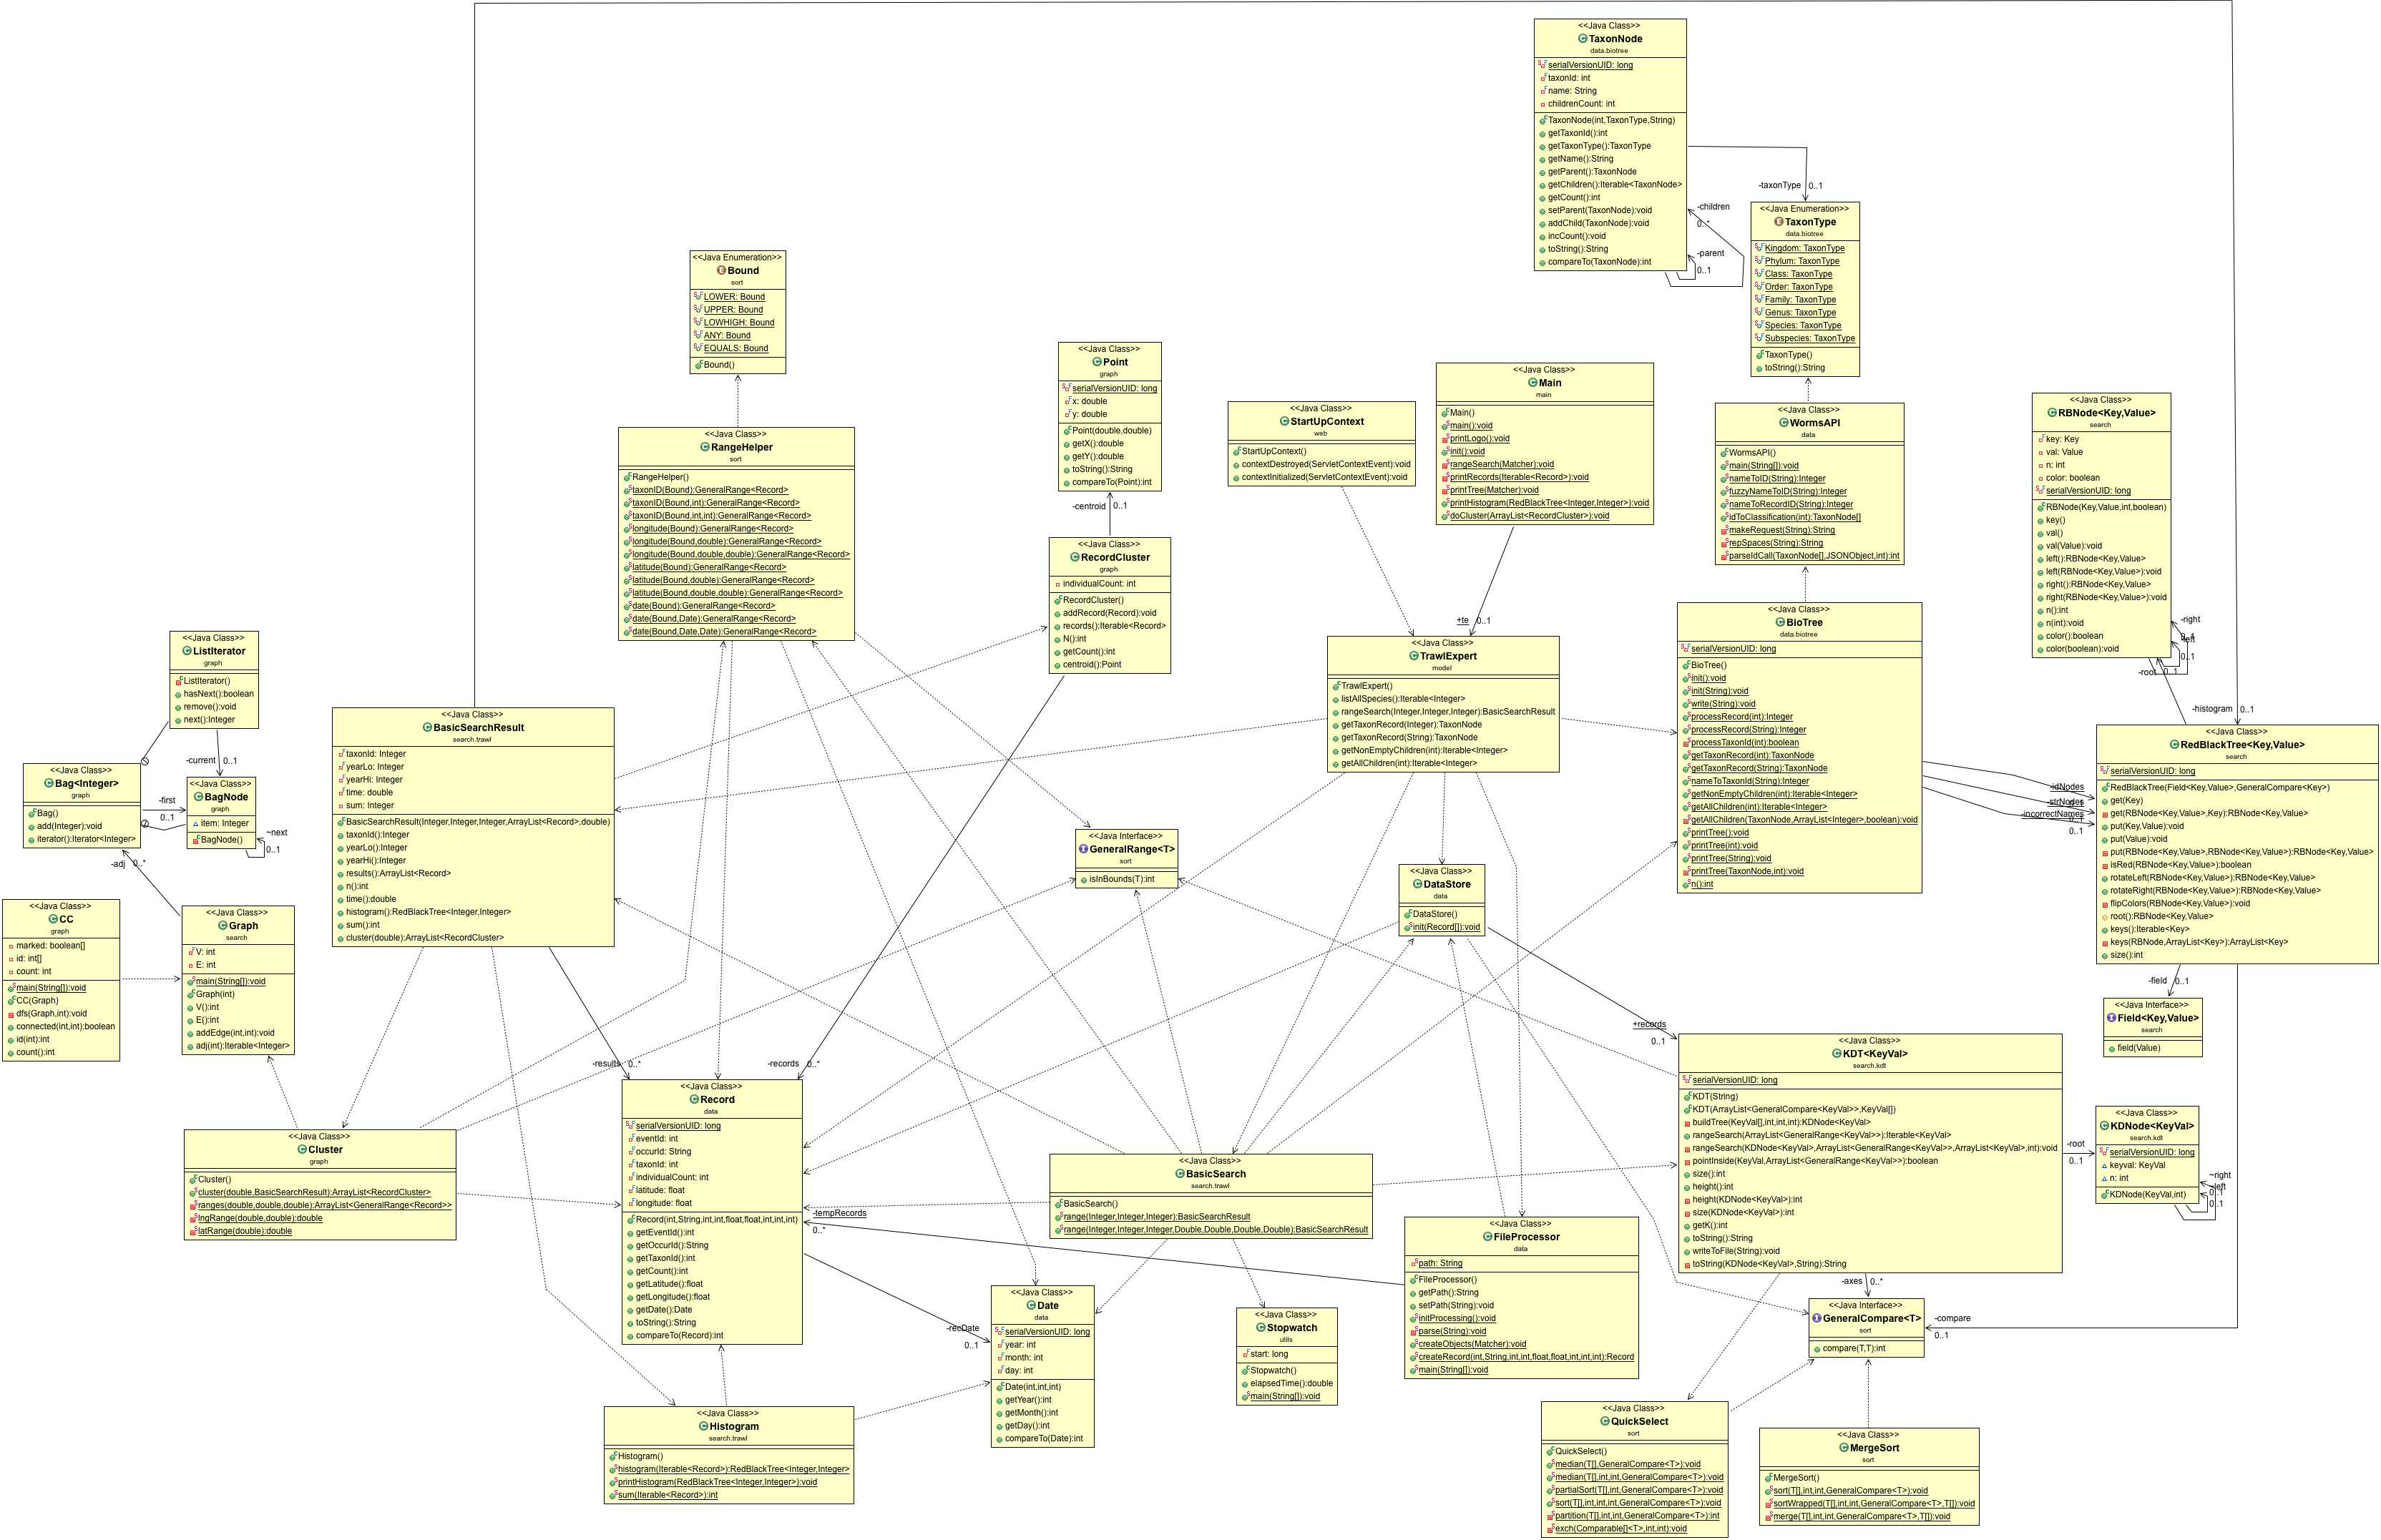 <<Java Class>>
TaxonNode
data.biotree
serialVersionUID: long
taxonId: int
name: String
childrenCount: int
TaxonNode(int,TaxonType,String)
getTaxonId():int
getTaxonType():TaxonType
getName():String
getParent():TaxonNode
getChildren():Iterable<TaxonNode>
getCount():int
setParent(TaxonNode):void
addChild(TaxonNode):void
incCount():void
toString():String
compareTo(TaxonNode):int
-taxonType
0..1
-children
0..*
-parent
0..1
<<Java Enumeration>>
TaxonType
data.biotree
Kingdom: TaxonType
Phylum: TaxonType
Class: TaxonType
Order: TaxonType
Family: TaxonType
Genus: TaxonType
Species: TaxonType
Subspecies: TaxonType
TaxonType()
toString():String
<<Java Enumeration>>
Bound
sort
LOWER: Bound
UPPER: Bound
LOWHIGH: Bound
ANY: Bound
EQUALS: Bound
Bound()
<<Java Class>>
Point
graph
serialVersionUID: long
x: double
y: double
Point(double,double)
getX():double
getY():double
toString():String
compareTo(Point):int
-centroid
0..1
<<Java Class>>
Main
main
Main()
main():void
printLogo():void
init():void
rangeSearch(Matcher):void
printRecords(Iterable<Record>):void
printTree(Matcher):void
printHistogram(RedBlackTree<Integer,Integer>):void
doCluster(ArrayList<RecordCluster>):void
<<Java Class>>
StartUpContext
web
StartUpContext()
contextDestroyed(ServletContextEvent):void
contextInitialized(ServletContextEvent):void
<<Java Class>>
WormsAPI
data
WormsAPI()
main(String[]):void
nameToID(String):Integer
fuzzyNameToID(String):Integer
nameToRecordID(String):Integer
idToClassification(int):TaxonNode[]
makeRequest(String):String
repSpaces(String):String
parseIdCall(TaxonNode[],JSONObject,int):int
<<Java Class>>
RBNode<Key,Value>
search
key: Key
val: Value
n: int
color: boolean
serialVersionUID: long
RBNode(Key,Value,int,boolean)
key()
val()
val(Value):void
left():RBNode<Key,Value>
left(RBNode<Key,Value>):void
right():RBNode<Key,Value>
right(RBNode<Key,Value>):void
n():int
n(int):void
color():boolean
color(boolean):void
-right
0..1
-left
0..1
-root
0..1
<<Java Class>>
RangeHelper
sort
RangeHelper()
taxonID(Bound):GeneralRange<Record>
taxonID(Bound,int):GeneralRange<Record>
taxonID(Bound,int,int):GeneralRange<Record>
longitude(Bound):GeneralRange<Record>
longitude(Bound,double):GeneralRange<Record>
longitude(Bound,double,double):GeneralRange<Record>
latitude(Bound):GeneralRange<Record>
latitude(Bound,double):GeneralRange<Record>
latitude(Bound,double,double):GeneralRange<Record>
date(Bound):GeneralRange<Record>
date(Bound,Date):GeneralRange<Record>
date(Bound,Date,Date):GeneralRange<Record>
<<Java Class>>
RecordCluster
graph
individualCount: int
RecordCluster()
addRecord(Record):void
records():Iterable<Record>
N():int
getCount():int
centroid():Point
+te
0..1
<<Java Class>>
TrawlExpert
model
TrawlExpert()
listAllSpecies():Iterable<Integer>
rangeSearch(Integer,Integer,Integer):BasicSearchResult
getTaxonRecord(Integer):TaxonNode
getTaxonRecord(String):TaxonNode
getNonEmptyChildren(int):Iterable<Integer>
getAllChildren(int):Iterable<Integer>
<<Java Class>>
BioTree
data.biotree
serialVersionUID: long
BioTree()
init():void
init(String):void
write(String):void
processRecord(int):Integer
processRecord(String):Integer
processTaxonId(int):boolean
getTaxonRecord(int):TaxonNode
getTaxonRecord(String):TaxonNode
nameToTaxonId(String):Integer
getNonEmptyChildren(int):Iterable<Integer>
getAllChildren(int):Iterable<Integer>
getAllChildren(TaxonNode,ArrayList<Integer>,boolean):void
printTree():void
printTree(int):void
printTree(String):void
printTree(TaxonNode,int):void
n():int
-idNodes
-strNodes
-incorrectNames
0..1
-histogram
0..1
<<Java Class>>
RedBlackTree<Key,Value>
search
serialVersionUID: long
RedBlackTree(Field<Key,Value>,GeneralCompare<Key>)
get(Key)
get(RBNode<Key,Value>,Key):RBNode<Key,Value>
put(Key,Value):void
put(Value):void
put(RBNode<Key,Value>,RBNode<Key,Value>):RBNode<Key,Value>
isRed(RBNode<Key,Value>):boolean
rotateLeft(RBNode<Key,Value>):RBNode<Key,Value>
rotateRight(RBNode<Key,Value>):RBNode<Key,Value>
flipColors(RBNode<Key,Value>):void
root():RBNode<Key,Value>
keys():Iterable<Key>
keys(RBNode,ArrayList<Key>):ArrayList<Key>
size():int
-field
0..1
<<Java Interface>>
Field<Key,Value>
search
field(Value)
<<Java Class>>
ListIterator
graph
ListIterator()
hasNext():boolean
remove():void
next():Integer
-current
0..1
<<Java Class>>
Bag<Integer>
graph
Bag()
add(Integer):void
iterator():Iterator<Integer>
-first
0..1
<<Java Class>>
BagNode
graph
item: Integer
BagNode()
~next
0..1
-adj
0..*
<<Java Class>>
CC
graph
marked: boolean[]
id: int[]
count: int
main(String[]):void
CC(Graph)
dfs(Graph,int):void
connected(int,int):boolean
id(int):int
count():int
<<Java Class>>
Graph
search
V: int
E: int
main(String[]):void
Graph(int)
V():int
E():int
addEdge(int,int):void
adj(int):Iterable<Integer>
<<Java Class>>
BasicSearchResult
search.trawl
taxonId: Integer
yearLo: Integer
yearHi: Integer
time: double
sum: Integer
BasicSearchResult(Integer,Integer,Integer,ArrayList<Record>,double)
taxonId():Integer
yearLo():Integer
yearHi():Integer
results():ArrayList<Record>
n():int
time():double
histogram():RedBlackTree<Integer,Integer>
sum():int
cluster(double):ArrayList<RecordCluster>
<<Java Interface>>
GeneralRange<T>
sort
isInBounds(T):int
<<Java Class>>
DataStore
data
DataStore()
init(Record[]):void
+records
0..1
<<Java Class>>
KDT<KeyVal>
search.kdt
serialVersionUID: long
KDT(String)
KDT(ArrayList<GeneralCompare<KeyVal>>,KeyVal[])
buildTree(KeyVal[],int,int,int):KDNode<KeyVal>
rangeSearch(ArrayList<GeneralRange<KeyVal>>):Iterable<KeyVal>
rangeSearch(KDNode<KeyVal>,ArrayList<GeneralRange<KeyVal>>,ArrayList<KeyVal>,int):void
pointInside(KeyVal,ArrayList<GeneralRange<KeyVal>>):boolean
size():int
height():int
height(KDNode<KeyVal>):int
size(KDNode<KeyVal>):int
getK():int
toString():String
writeToFile(String):void
toString(KDNode<KeyVal>,String):String
-root
0..1
<<Java Class>>
KDNode<KeyVal>
search.kdt
serialVersionUID: long
keyval: KeyVal
n: int
KDNode(KeyVal,int)
~right
0..1
~left
0..1
-results
0..*
-records
0..*
<<Java Class>>
Record
data
serialVersionUID: long
eventId: int
occurId: String
taxonId: int
individualCount: int
latitude: float
longitude: float
Record(int,String,int,int,float,float,int,int,int)
getEventId():int
getOccurId():String
getTaxonId():int
getCount():int
getLatitude():float
getLongitude():float
getDate():Date
toString():String
compareTo(Record):int
<<Java Class>>
Cluster
graph
Cluster()
cluster(double,BasicSearchResult):ArrayList<RecordCluster>
ranges(double,double,double):ArrayList<GeneralRange<Record>>
lngRange(double,double):double
latRange(double):double
<<Java Class>>
BasicSearch
search.trawl
BasicSearch()
range(Integer,Integer,Integer):BasicSearchResult
range(Integer,Integer,Integer,Double,Double,Double,Double):BasicSearchResult
-tempRecords
0..*
<<Java Class>>
FileProcessor
data
path: String
FileProcessor()
getPath():String
setPath(String):void
initProcessing():void
parse(String):void
createObjects(Matcher):void
createRecord(int,String,int,int,float,float,int,int,int):Record
main(String[]):void
-recDate
0..1
<<Java Class>>
Date
data
serialVersionUID: long
year: int
month: int
day: int
Date(int,int,int)
getYear():int
getMonth():int
getDay():int
compareTo(Date):int
<<Java Class>>
Stopwatch
utils
start: long
Stopwatch()
elapsedTime():double
main(String[]):void
-axes
0..*
<<Java Interface>>
GeneralCompare<T>
sort
compare(T,T):int
-compare
0..1
<<Java Class>>
Histogram
search.trawl
Histogram()
histogram(Iterable<Record>):RedBlackTree<Integer,Integer>
printHistogram(RedBlackTree<Integer,Integer>):void
sum(Iterable<Record>):int
<<Java Class>>
QuickSelect
sort
QuickSelect()
median(T[],GeneralCompare<T>):void
median(T[],int,int,GeneralCompare<T>):void
partialSort(T[],int,GeneralCompare<T>):void
sort(T[],int,int,int,GeneralCompare<T>):void
partition(T[],int,int,GeneralCompare<T>):int
exch(Comparable[]<T>,int,int):void
<<Java Class>>
MergeSort
sort
MergeSort()
sort(T[],int,int,GeneralCompare<T>):void
sortWrapped(T[],int,int,GeneralCompare<T>,T[]):void
merge(T[],int,int,GeneralCompare<T>,T[]):void